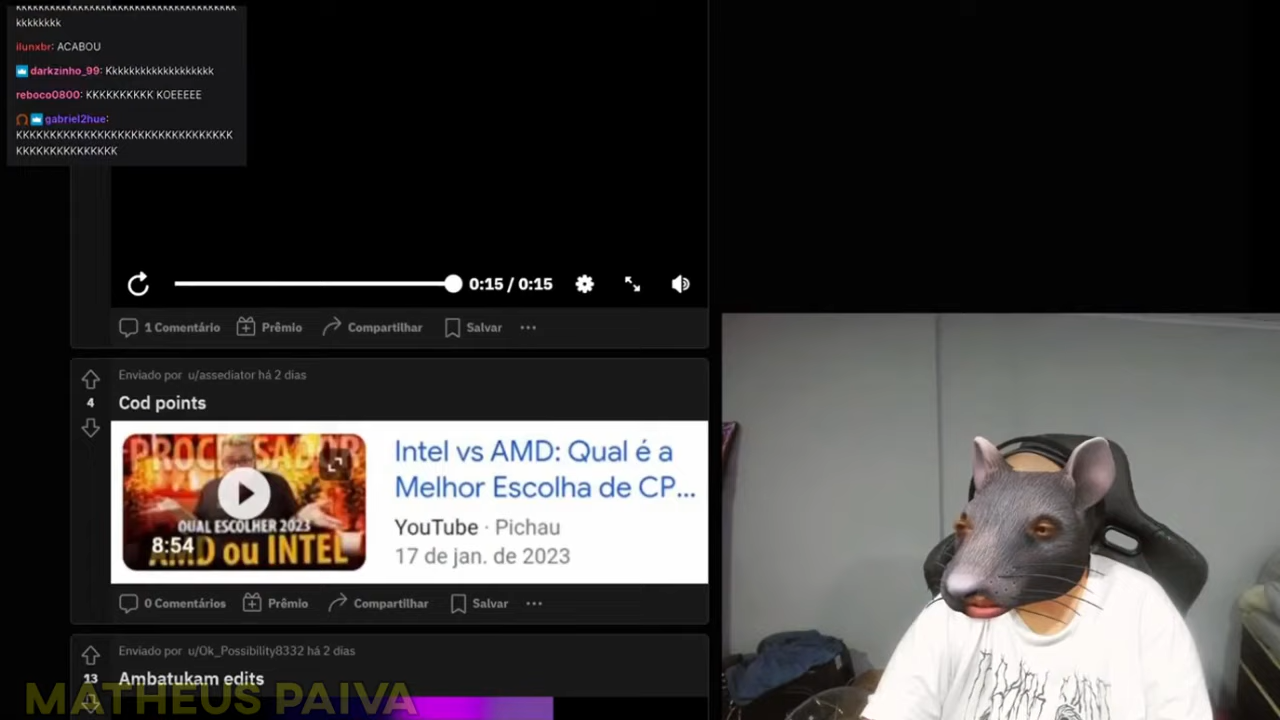 KKKKKKKK
ilunxbr: ACABOU
darkzinho_99: Kkkkkkkkkkkkkkkkkk
reboco0800: KKKKKKKKKK KOEEEEE
gabriel2hue:
0:15 / 0:15
1 Comentário Prêmio Compartilhar Salvar
Enviado por u/assediator há 2 dias
4
Cod points
PROCESSADOR
QUAL ESCOLHER 2023
AMD ou INTEL
8:54
Intel vs AMD: Qual é a
Melhor Escolha de CP...
YouTube · Pichau
17 de jan. de 2023
0 Comentários Prêmio Compartilhar Salvar
Enviado por u/Ok_Possibility8332 há 2 dias
13
Ambatukam edits
MATHEUS PAIVA